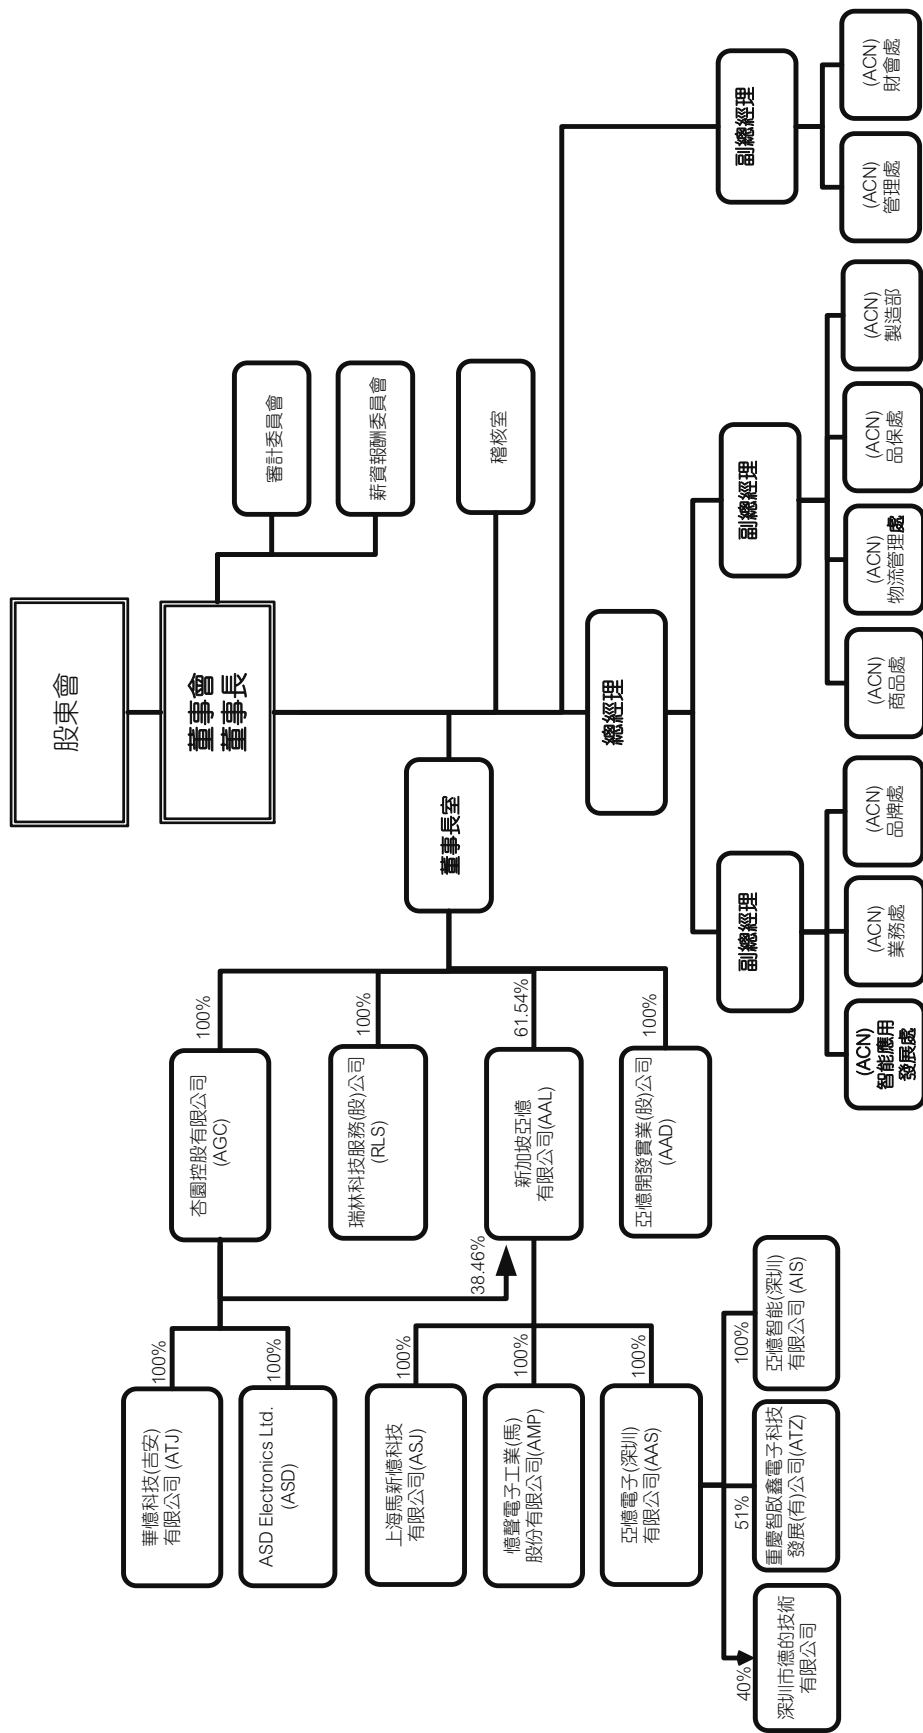 股東會
董事會
董事長
審計委員會
薪資報酬委員會
稽核室
董事長室
100%
杏園控股有限公司
(AGC)
100%
瑞林科技服務(股)公司
(RLS)
61.54%
新加坡亞憶
有限公司(AAL)
100%
亞憶開發實業(股)公司
(AAD)
38.46%
100%
華憶科技(吉安)
有限公司 (ATJ)
100%
ASD Electronics Ltd.
(ASD)
100%
上海馬新憶科技
有限公司(ASJ)
100%
憶聲電子工業(馬)
股份有限公司(AMP)
100%
亞憶電子(深圳)
有限公司(AAS)
40%
深圳市德的技術
有限公司
51%
重慶智啟鑫電子科技
發展(有)公司(ATZ)
100%
亞憶智能(深圳)
有限公司 (AIS)
總經理
副總經理
副總經理
副總經理
(ACN)
智能應用
發展處
(ACN)
業務處
(ACN)
品牌處
(ACN)
商品處
(ACN)
物流管理處
(ACN)
品保處
(ACN)
製造部
(ACN)
管理處
(ACN)
財會處